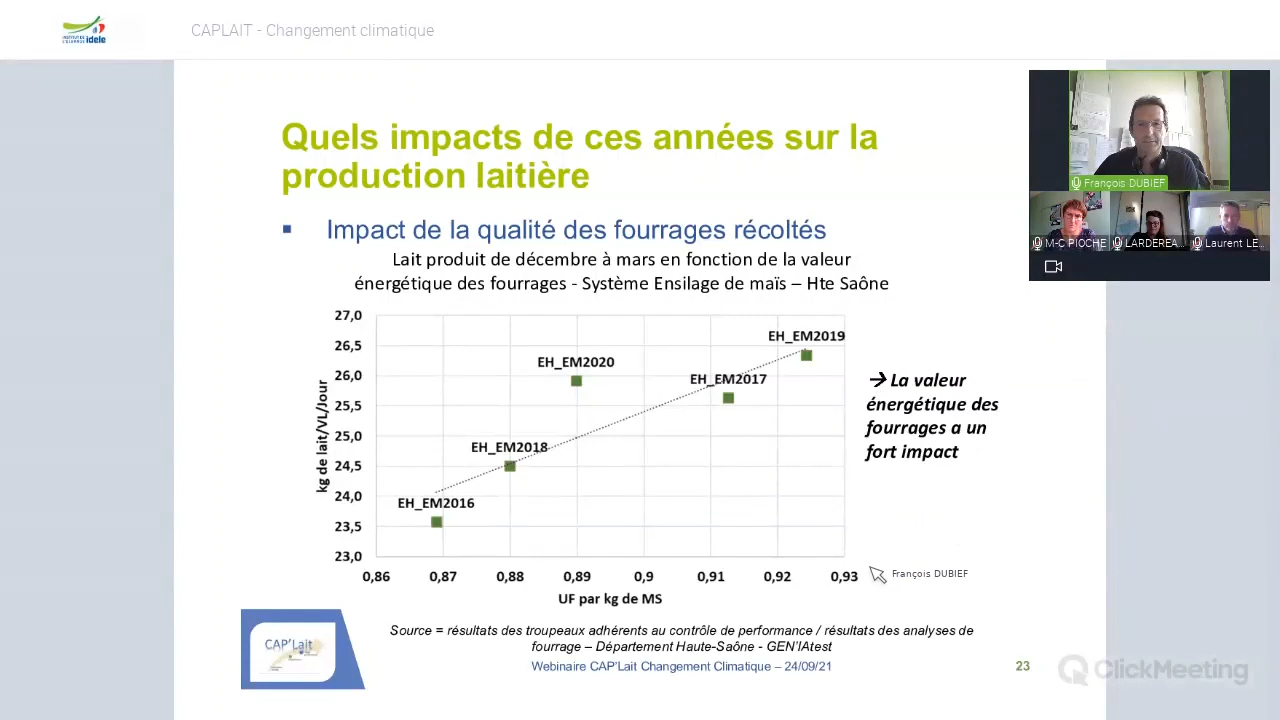 INSTITUT DE
L'ELEVAGE idele
CAPLAIT - Changement climatique
Quels impacts de ces années sur la
production laitière
Impact de la qualité des fourrages récoltés
Lait produit de décembre à mars en fonction de la valeur
énergétique des fourrages - Système Ensilage de maïs – Hte Saône
kg de lait/VL/Jour
27,0
26,5
26,0
25,5
25,0
24,5
24,0
23,5
23,0
EH_EM2019
EH_EM2020
EH_EM2017
EH_EM2018
EH_EM2016
0,86 0,87 0,88 0,89 0,9 0,91 0,92 0,93
UF par kg de MS
→ La valeur
énergétique des
fourrages a un
fort impact
François DUBIEF
CAP'Lait
Source = résultats des troupeaux adhérents au contrôle de performance / résultats des analyses de
fourrage – Département Haute-Saône - GEN'IAtest
Webinaire CAP'Lait Changement Climatique – 24/09/21
23
François DUBIEF
M-C PIOCHE
LARDEREA...
Laurent LE...
ClickMeeting